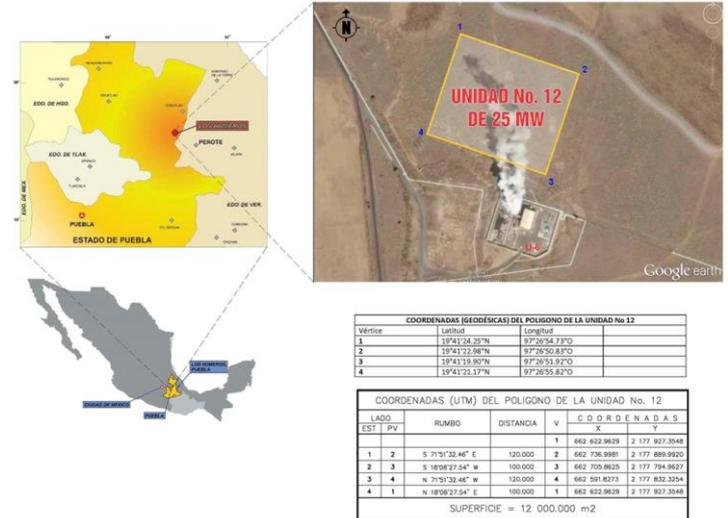 EDO. DE HGO.
EDO. DE TLAX.
TLAXCALA
EDO. DE MEX.
PUEBLA
ESTADO DE PUEBLA
PEROTE
EDO. DE VER.
N
1
2
3
4
UNIDAD No. 12
DE 25 MW
Google earth
LOS HUMEROS,
PUEBLA
CIUDAD DE MEXICO
PUEBLA
COORDENADAS (GEODÉSICAS) DEL POLIGONO DE LA UNIDAD No 12
Vértice Latitud Longitud
1 19°41'24.25"N 97°26'54.73"O
2 19°41'22.98"N 97°26'50.83"O
3 19°41'19.90"N 97°26'51.92"O
4 19°41'21.17"N 97°26'55.82"O
COORDENADAS (UTM) DEL POLIGONO DE LA UNIDAD No. 12
LADO RUMBO DISTANCIA V COORDENADAS
EST PV X Y
1 662 622.9629 2 177 927.3548
1 2 S 71°51'32.46" E 120.000 2 662 736.9981 2 177 889.9920
2 3 S 18°08'27.54" W 100.000 3 662 705.8625 2 177 794.9627
3 4 N 71°51'32.46" W 120.000 4 662 591.8273 2 177 832.3254
4 1 N 18°08'27.54" E 100.000 1 662 622.9629 2 177 927.3548
SUPERFICIE = 12 000.000 m2